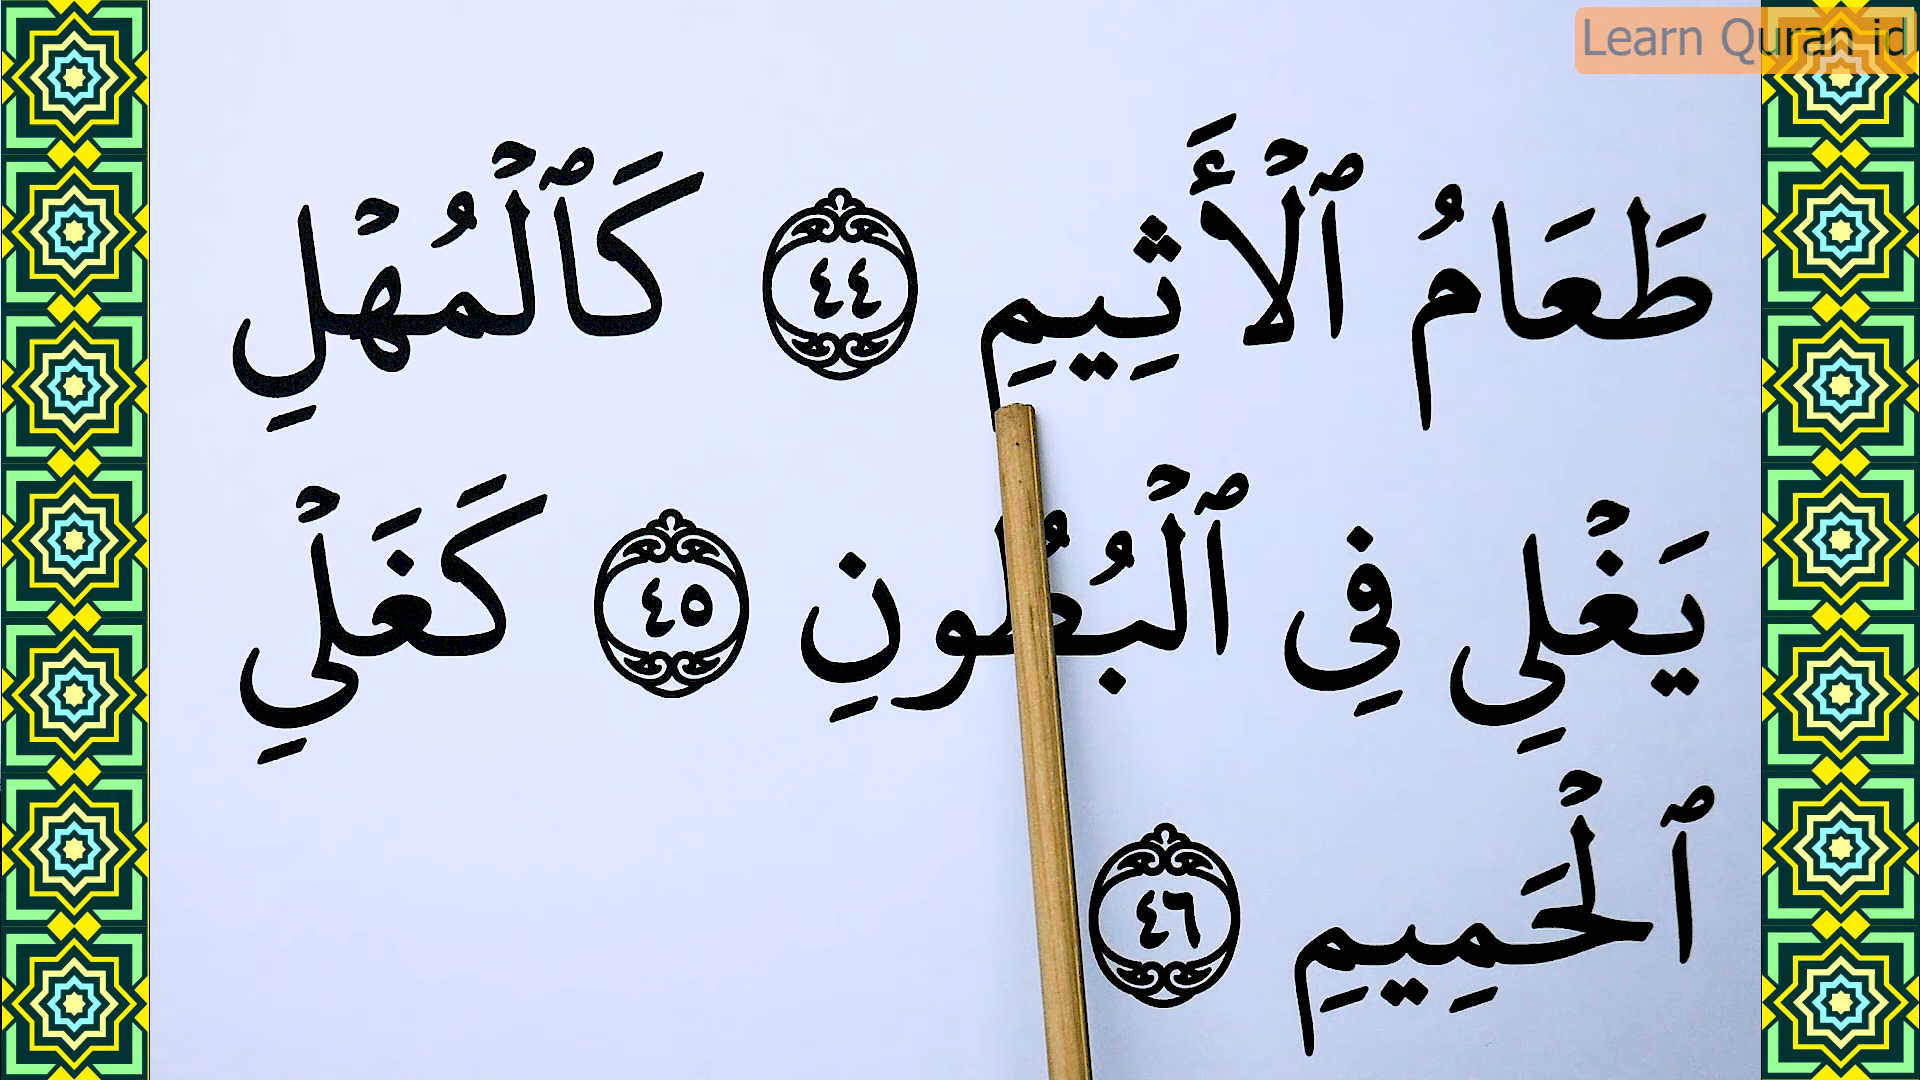 Learn Quran id
طَعَامُ ٱلْأَثِيمِ ٤٤ كَٱلْمُهْلِ
يَغْلِي فِي ٱلْبُطُونِ ٤٥ كَغَلْيِ
ٱلْحَمِيمِ ٤٦